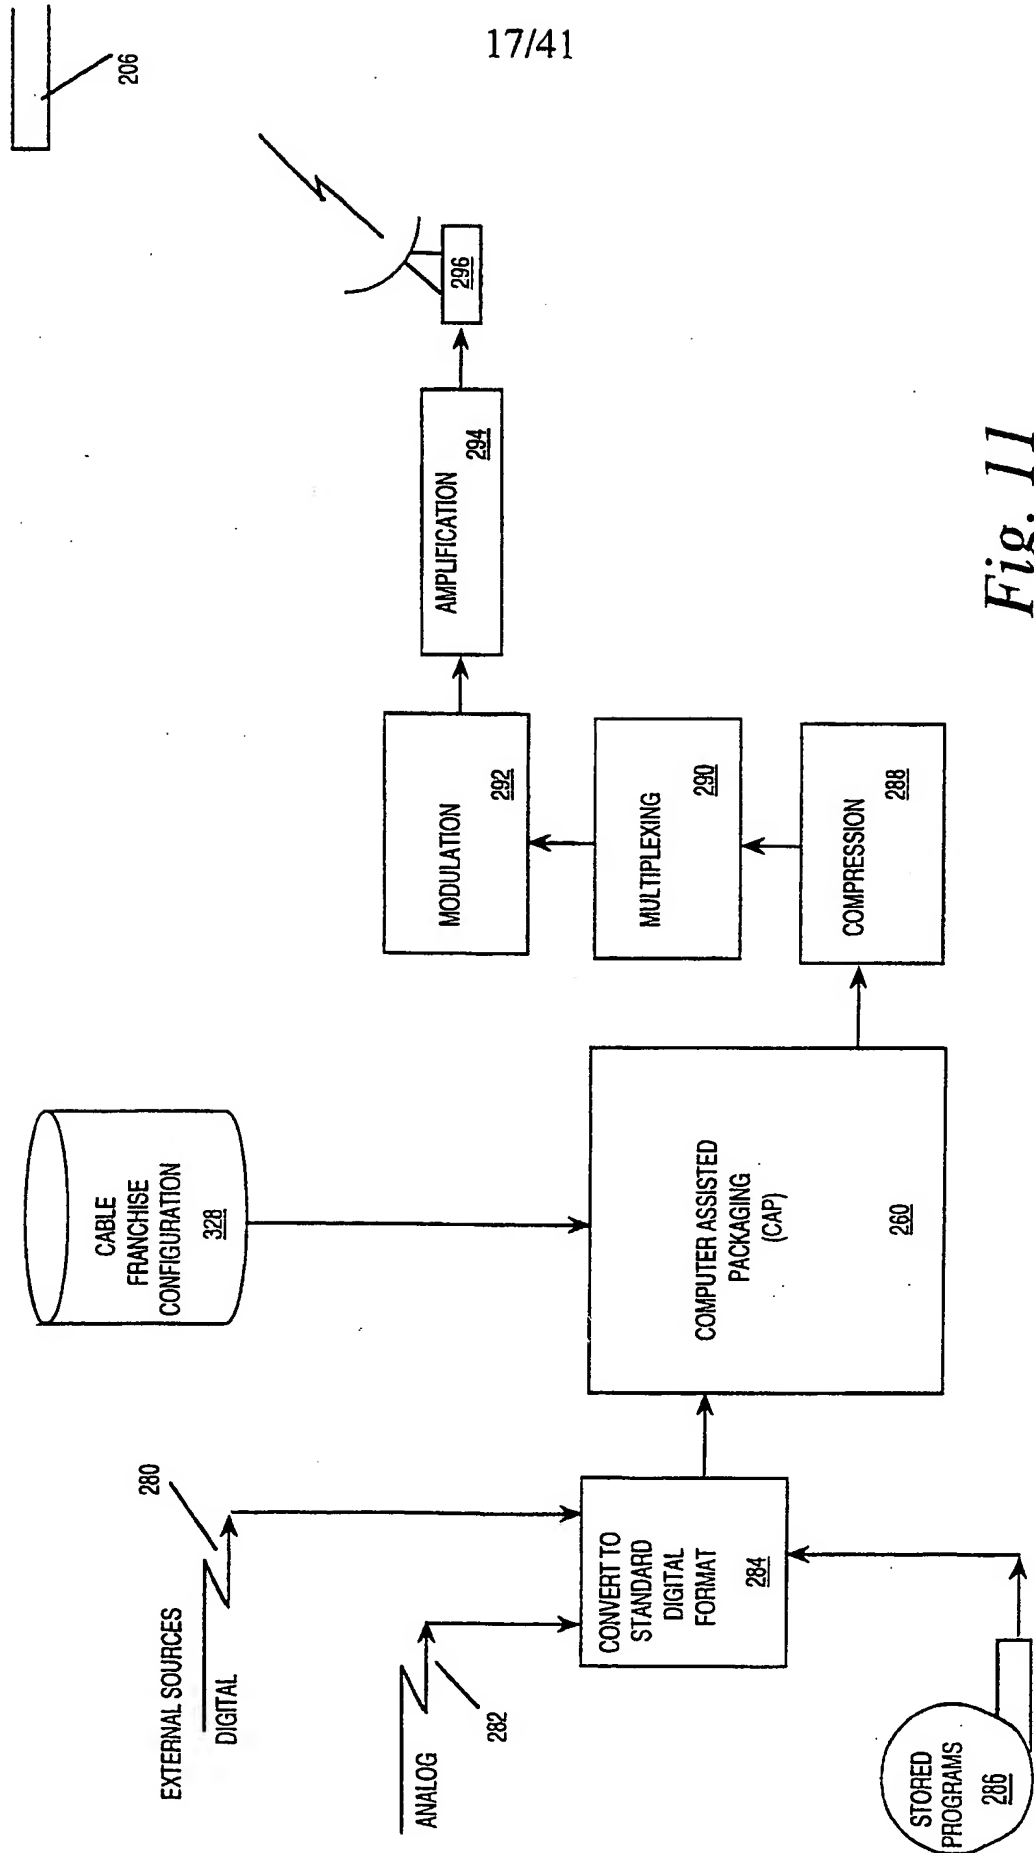 17/41
206
296
AMPLIFICATION
294
MODULATION
292
MULTIPLEXING
290
COMPRESSION
288
CABLE
FRANCHISE
CONFIGURATION
328
COMPUTER ASSISTED
PACKAGING
(CAP)
260
EXTERNAL SOURCES
DIGITAL
280
ANALOG
282
CONVERT TO
STANDARD
DIGITAL
FORMAT
284
STORED
PROGRAMS
286
Fig. 11